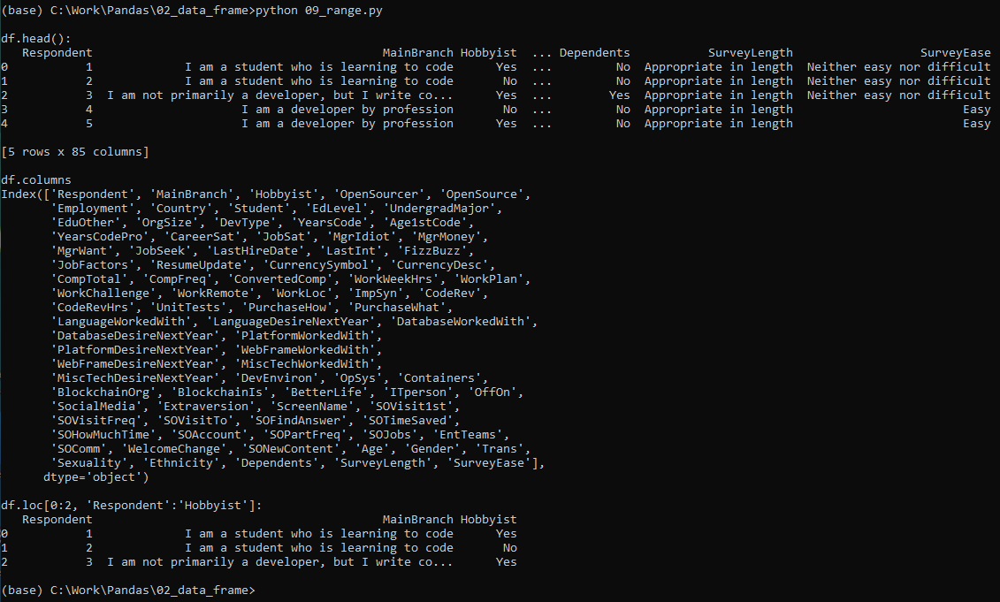 (base) C:\Work\Pandas\02_data_frame>python 09_range.py
df.head():
   Respondent                                         MainBranch Hobbyist  ... Dependents           SurveyLength                  SurveyEase
0           1             I am a student who is learning to code      Yes  ...         No  Appropriate in length  Neither easy nor difficult
1           2             I am a student who is learning to code       No  ...         No  Appropriate in length  Neither easy nor difficult
2           3  I am not primarily a developer, but I write co...      Yes  ...        Yes  Appropriate in length  Neither easy nor difficult
3           4                     I am a developer by profession       No  ...         No  Appropriate in length                        Easy
4           5                     I am a developer by profession      Yes  ...         No  Appropriate in length                        Easy
[5 rows x 85 columns]
df.columns
Index(['Respondent', 'MainBranch', 'Hobbyist', 'OpenSourcer', 'OpenSource',
       'Employment', 'Country', 'Student', 'EdLevel', 'UndergradMajor',
       'EduOther', 'OrgSize', 'DevType', 'YearsCode', 'Age1stCode',
       'YearsCodePro', 'CareerSat', 'JobSat', 'MgrIdiot', 'MgrMoney',
       'MgrWant', 'JobSeek', 'LastHireDate', 'LastInt', 'FizzBuzz',
       'JobFactors', 'ResumeUpdate', 'CurrencySymbol', 'CurrencyDesc',
       'CompTotal', 'CompFreq', 'ConvertedComp', 'WorkWeekHrs', 'WorkPlan',
       'WorkChallenge', 'WorkRemote', 'WorkLoc', 'ImpSyn', 'CodeRev',
       'CodeRevHrs', 'UnitTests', 'PurchaseHow', 'PurchaseWhat',
       'LanguageWorkedWith', 'LanguageDesireNextYear', 'DatabaseWorkedWith',
       'DatabaseDesireNextYear', 'PlatformWorkedWith',
       'PlatformDesireNextYear', 'WebFrameWorkedWith',
       'WebFrameDesireNextYear', 'MiscTechWorkedWith',
       'MiscTechDesireNextYear', 'DevEnviron', 'OpSys', 'Containers',
       'BlockchainOrg', 'BlockchainIs', 'BetterLife', 'ITperson', 'OffOn',
       'SocialMedia', 'Extraversion', 'ScreenName', 'SOVisit1st',
       'SOVisitFreq', 'SOVisitTo', 'SOFindAnswer', 'SOTimeSaved',
       'SOHowMuchTime', 'SOAccount', 'SOPartFreq', 'SOJobs', 'EntTeams',
       'SOComm', 'WelcomeChange', 'SONewContent', 'Age', 'Gender', 'Trans',
       'Sexuality', 'Ethnicity', 'Dependents', 'SurveyLength', 'SurveyEase'],
      dtype='object')
df.loc[0:2, 'Respondent':'Hobbyist']:
   Respondent                                         MainBranch Hobbyist
0           1             I am a student who is learning to code      Yes
1           2             I am a student who is learning to code       No
2           3  I am not primarily a developer, but I write co...      Yes
(base) C:\Work\Pandas\02_data_frame>